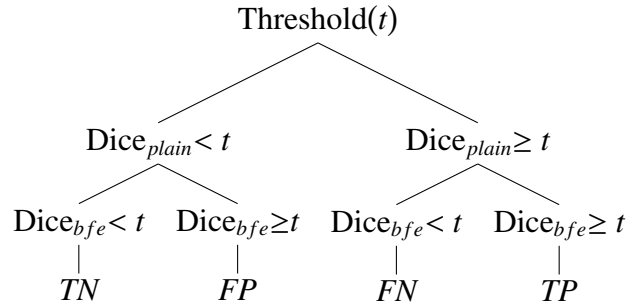 Threshold(t)
Dice_plain < t Dice_plain ≥ t
Dice_bfe < t Dice_bfe ≥ t Dice_bfe < t Dice_bfe ≥ t
TN FP FN TP